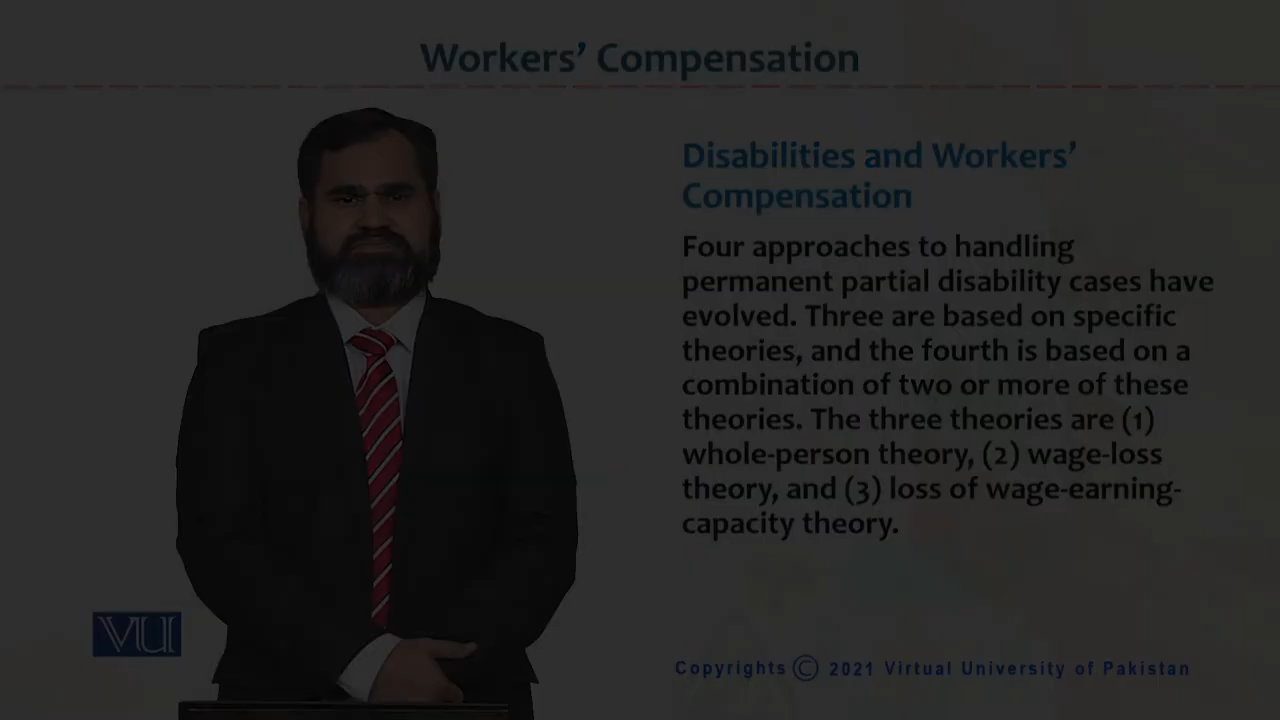 Workers’ Compensation
Disabilities and Workers’
Compensation
Four approaches to handling
permanent partial disability cases have
evolved. Three are based on specific
theories, and the fourth is based on a
combination of two or more of these
theories. The three theories are (1)
whole-person theory, (2) wage-loss
theory, and (3) loss of wage-earning-
capacity theory.
VU
Copyrights © 2021 Virtual University of Pakistan